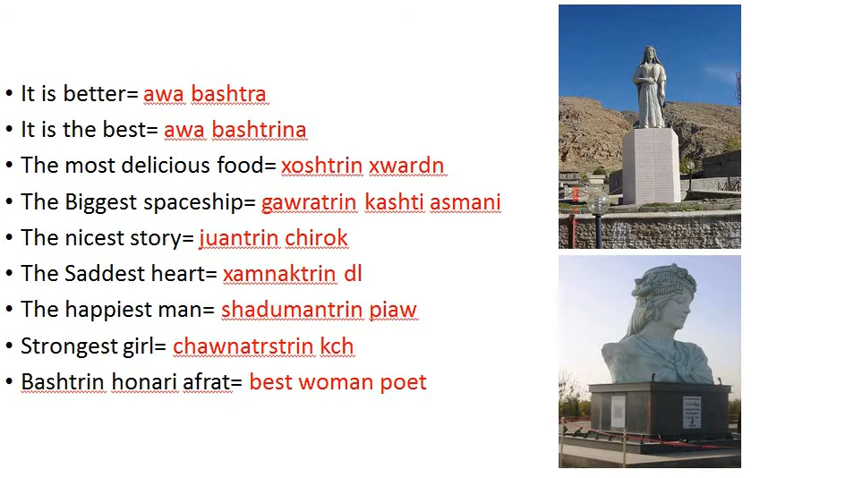 • It is better= awa bashtra
• It is the best= awa bashtrina
• The most delicious food= xoshtrin xwardn
• The Biggest spaceship= gawratrin kashti asmani
• The nicest story= juantrin chirok
• The Saddest heart= xamnaktrin dl
• The happiest man= shadumantrin piaw
• Strongest girl= chawnatrstrin kch
• Bashtrin honari afrat= best woman poet